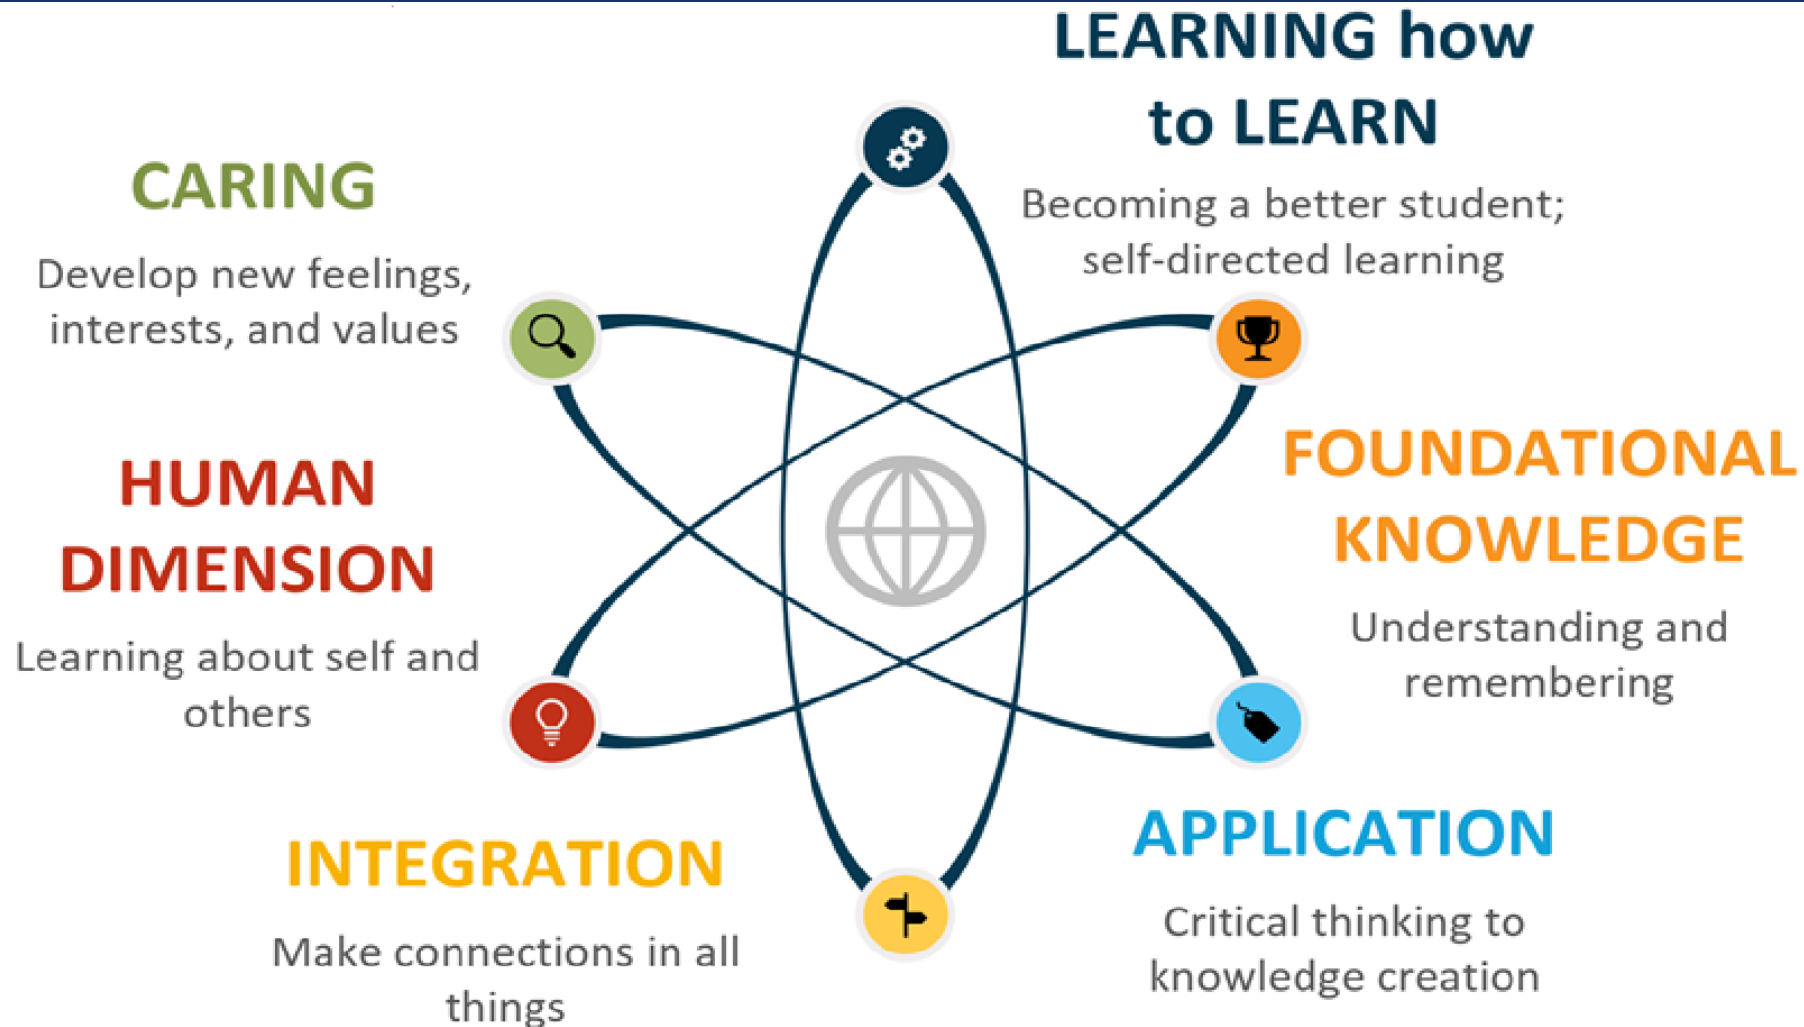 LEARNING how
to LEARN
Becoming a better student;
self-directed learning
CARING
Develop new feelings,
interests, and values
FOUNDATIONAL
KNOWLEDGE
Understanding and
remembering
HUMAN
DIMENSION
Learning about self and
others
APPLICATION
Critical thinking to
knowledge creation
INTEGRATION
Make connections in all
things